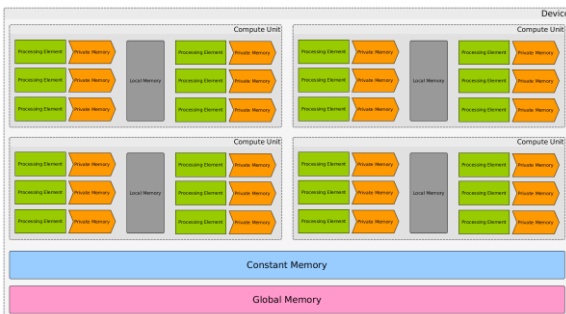 Device
Compute Unit
Compute Unit
Processing Element Private Memory Processing Element Private Memory Processing Element Private Memory Processing Element Private Memory
Processing Element Private Memory Local Memory Processing Element Private Memory Processing Element Private Memory Local Memory Processing Element Private Memory
Processing Element Private Memory Processing Element Private Memory Processing Element Private Memory Processing Element Private Memory
Compute Unit
Compute Unit
Processing Element Private Memory Processing Element Private Memory Processing Element Private Memory Processing Element Private Memory
Processing Element Private Memory Local Memory Processing Element Private Memory Processing Element Private Memory Local Memory Processing Element Private Memory
Processing Element Private Memory Processing Element Private Memory Processing Element Private Memory Processing Element Private Memory
Constant Memory
Global Memory